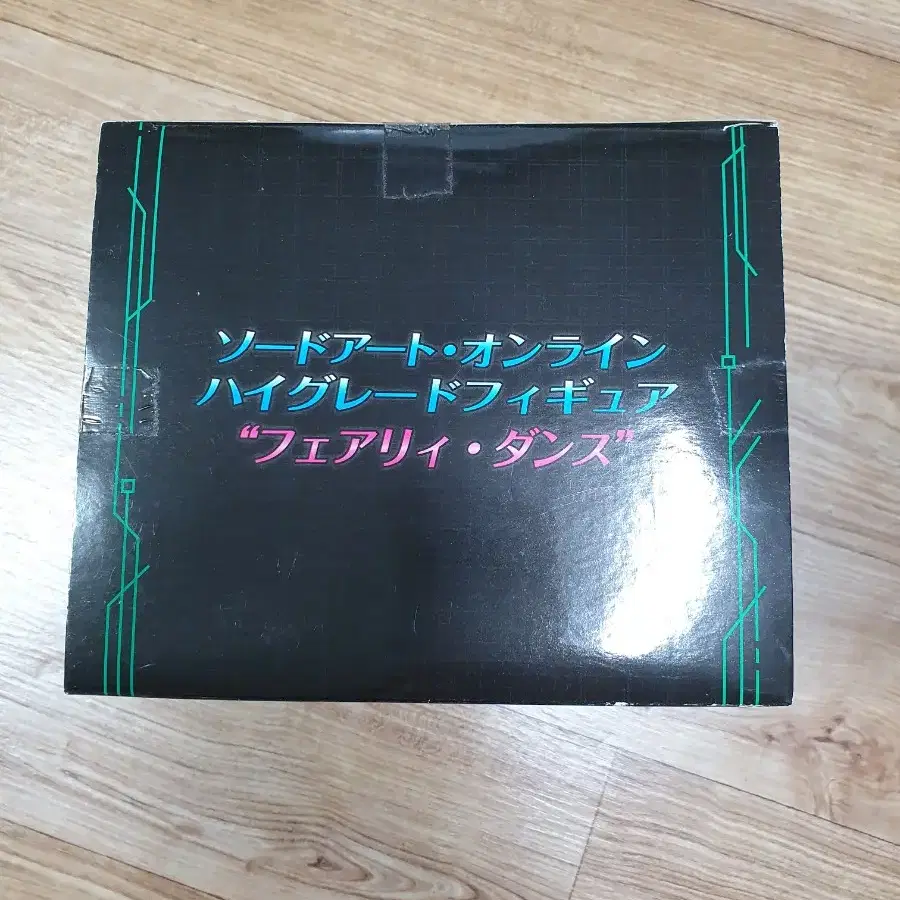 ソードアート・オンライン
ハイグレードフィギュア
“フェアリィ・ダンス”